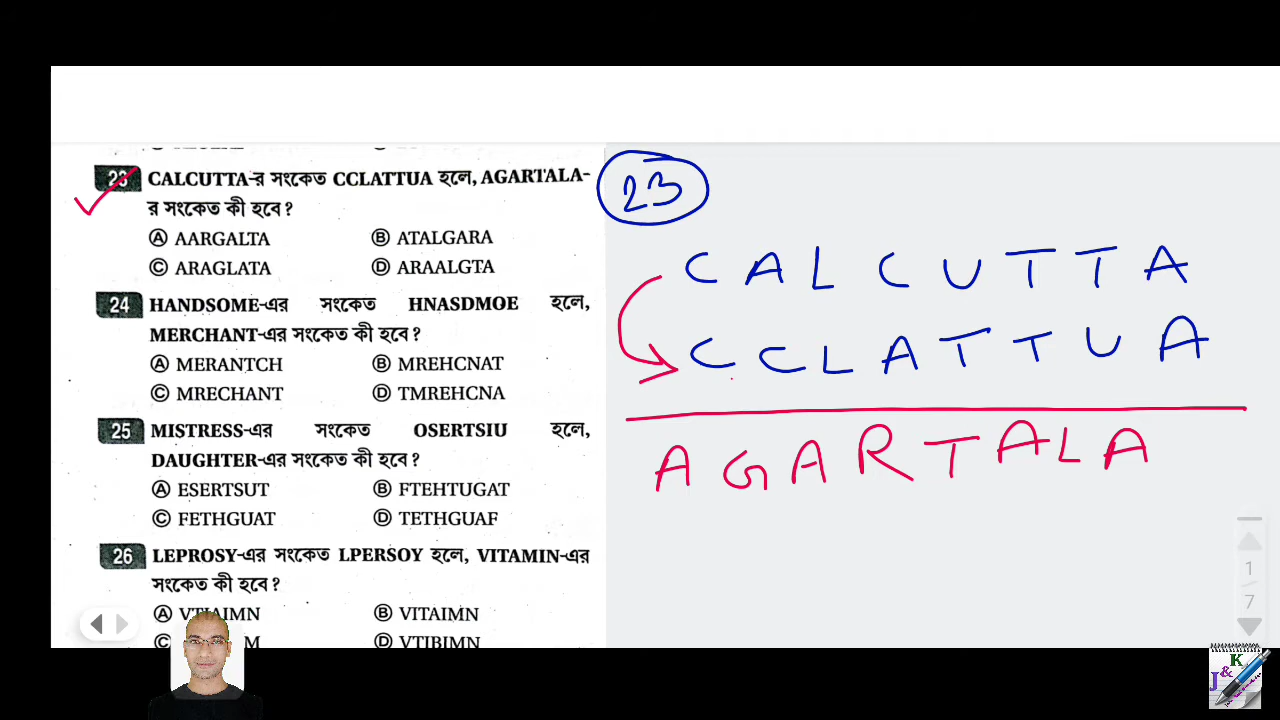 23 CALCUTTA-র সংকেত CCLATTUA হলে, AGARTALA-
র সংকেত কী হবে?
Ⓐ AARGALTA Ⓑ ATALGARA
Ⓒ ARAGLATA Ⓓ ARAALGTA
24 HANDSOME-এর সংকেত HNASDMOE হলে,
MERCHANT-এর সংকেত কী হবে?
Ⓐ MERANTCH Ⓑ MREHCNAT
Ⓒ MRECHANT Ⓓ TMREHCNA
25 MISTRESS-এর সংকেত OSERTSIU হলে,
DAUGHTER-এর সংকেত কী হবে?
Ⓐ ESERTSUT Ⓑ FTEHTUGAT
Ⓒ FETHGUAT Ⓓ TETHGUAF
26 LEPROSY-এর সংকেত LPERSOY হলে, VITAMIN-এর
সংকেত কী হবে?
Ⓐ VTIAIMN Ⓑ VITAIMN
Ⓓ VTIBIMN
23
C A L C U T T A
C C L A T T U A
A G A R T A L A
1
7
J & K